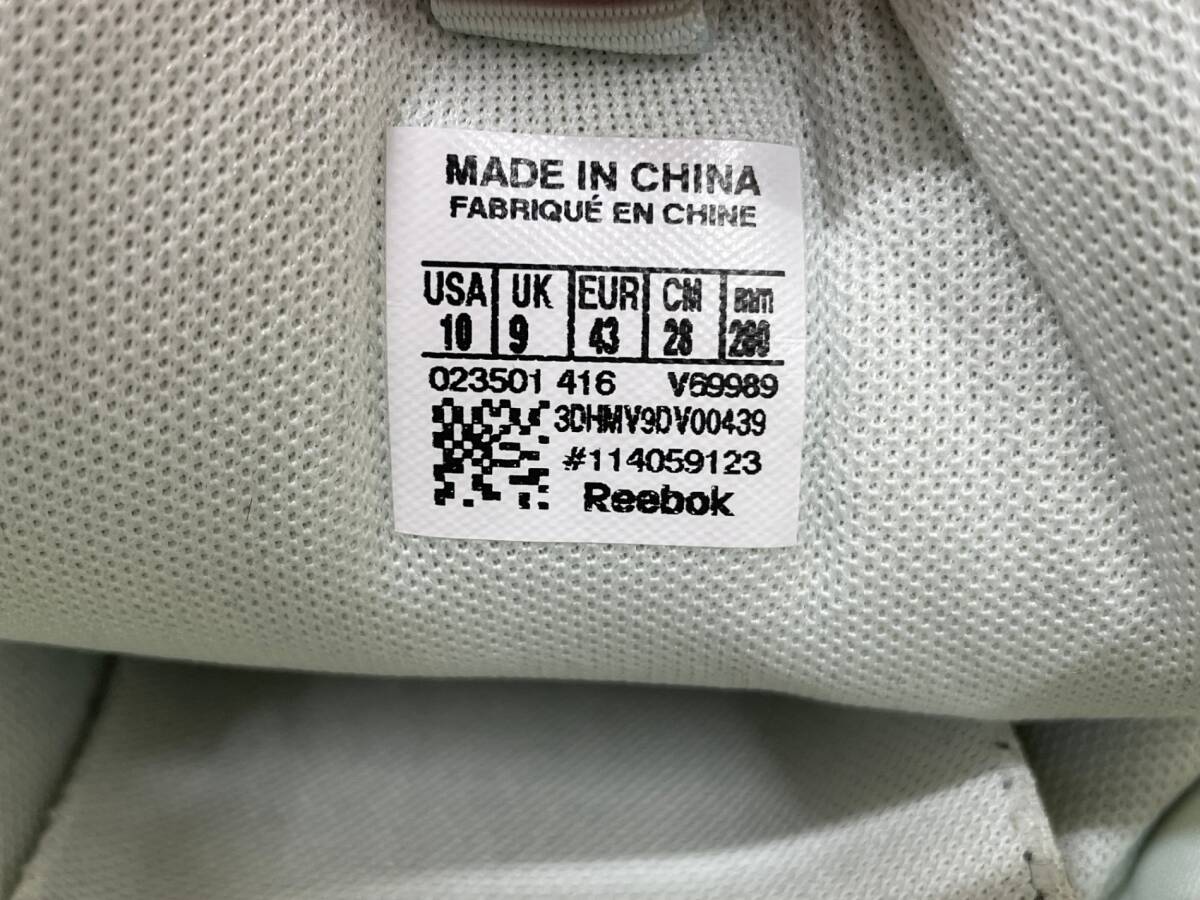 MADE IN CHINA
FABRIQUÉ EN CHINE
USA UK EUR CM mm
10 9 43 28 280
023501 416 V69989
3DHMV9DV00439
#114059123
Reebok